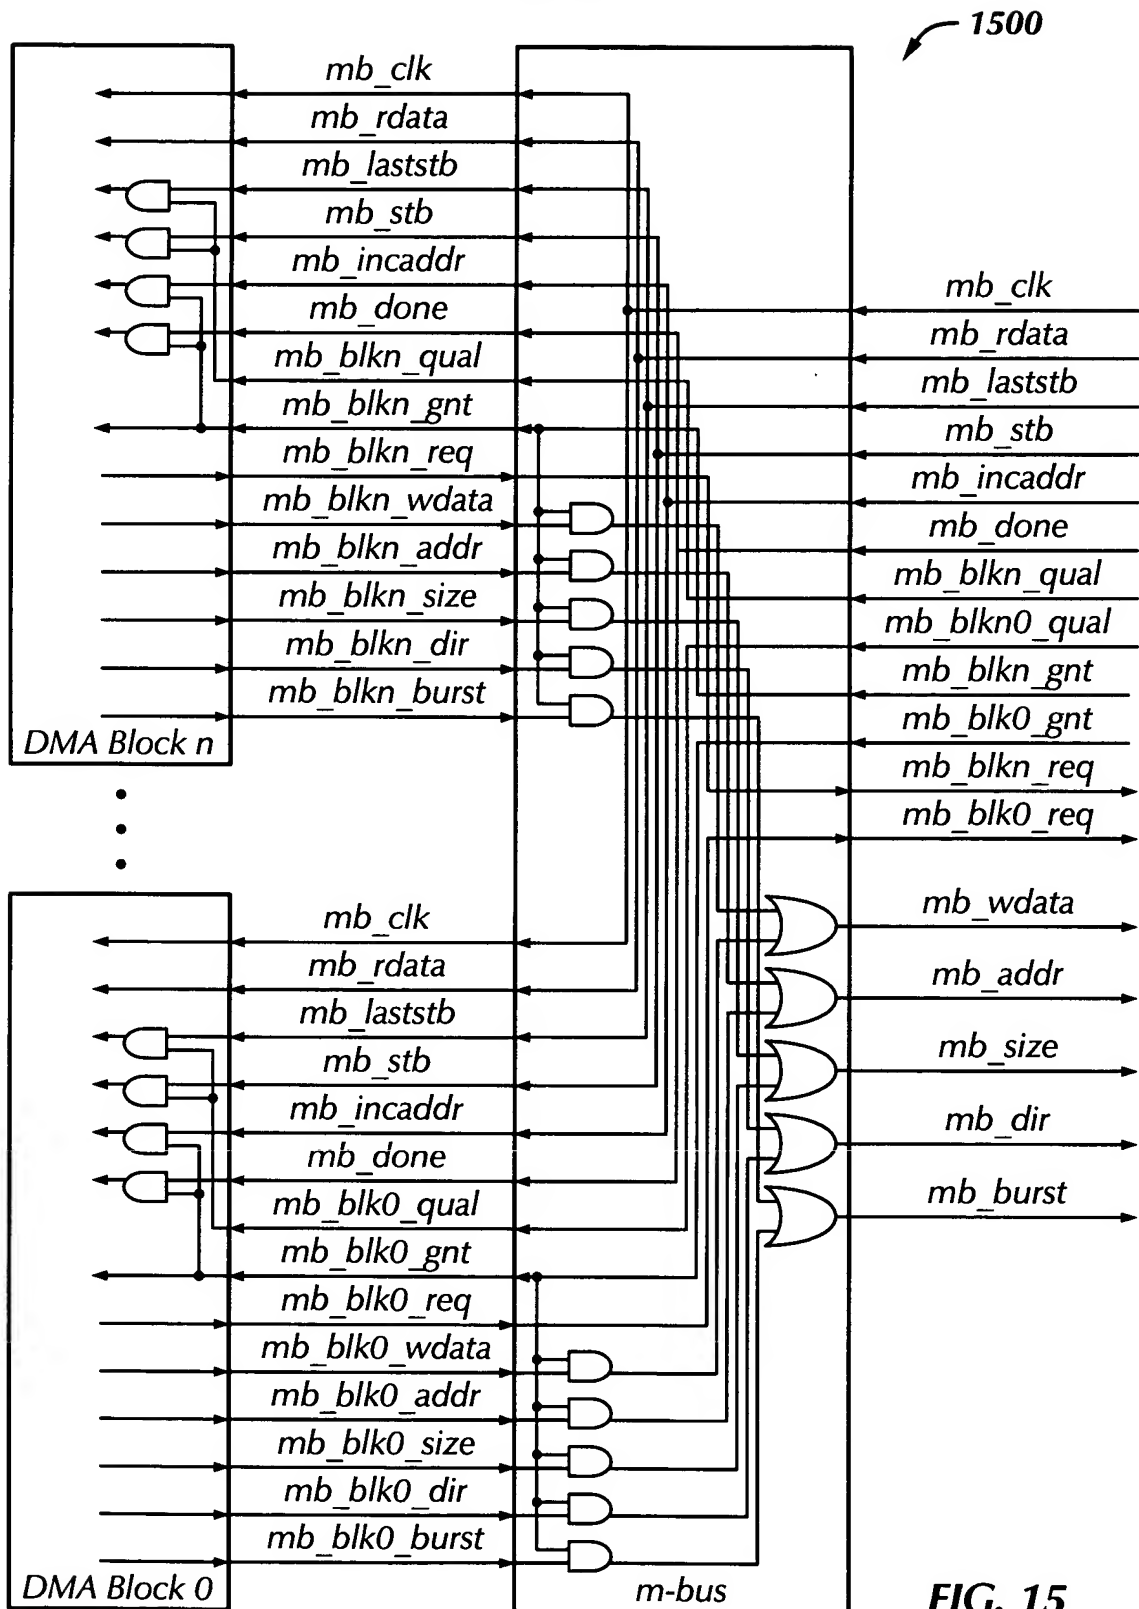 1500
mb_clk
mb_rdata
mb_laststb
mb_stb
mb_incaddr
mb_done
mb_blkn_qual
mb_blkn_gnt
mb_blkn_req
mb_blkn_wdata
mb_blkn_addr
mb_blkn_size
mb_blkn_dir
mb_blkn_burst
DMA Block n
mb_clk
mb_rdata
mb_laststb
mb_stb
mb_incaddr
mb_done
mb_blkn_qual
mb_blkn0_qual
mb_blkn_gnt
mb_blk0_gnt
mb_blkn_req
mb_blk0_req
mb_wdata
mb_addr
mb_size
mb_dir
mb_burst
mb_clk
mb_rdata
mb_laststb
mb_stb
mb_incaddr
mb_done
mb_blk0_qual
mb_blk0_gnt
mb_blk0_req
mb_blk0_wdata
mb_blk0_addr
mb_blk0_size
mb_blk0_dir
mb_blk0_burst
DMA Block 0
m-bus
FIG. 15